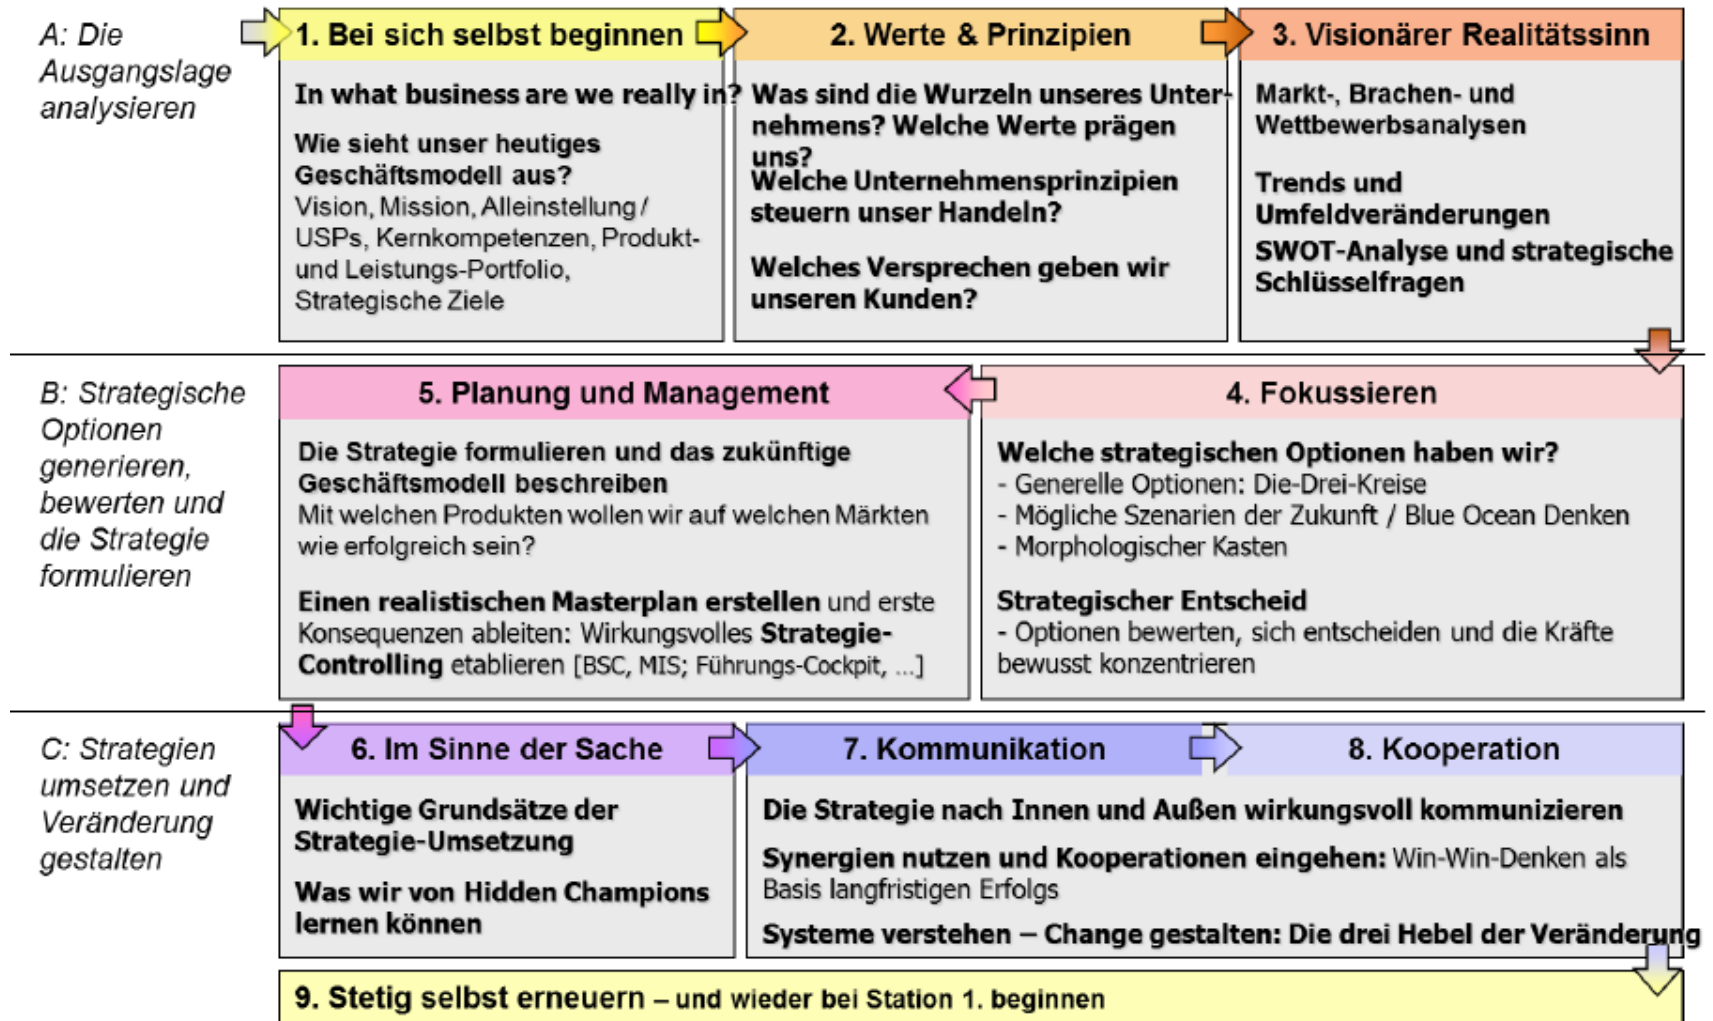 A: Die
Ausgangslage
analysieren
1. Bei sich selbst beginnen
In what business are we really in?
Wie sieht unser heutiges
Geschäftsmodell aus?
Vision, Mission, Alleinstellung /
USPs, Kernkompetenzen, Produkt-
und Leistungs-Portfolio,
Strategische Ziele
2. Werte & Prinzipien
Was sind die Wurzeln unseres Unter-
nehmens? Welche Werte prägen
uns?
Welche Unternehmensprinzipien
steuern unser Handeln?
Welches Versprechen geben wir
unseren Kunden?
3. Visionärer Realitätssinn
Markt-, Brachen- und
Wettbewerbsanalysen
Trends und
Umfeldveränderungen
SWOT-Analyse und strategische
Schlüsselfragen
B: Strategische
Optionen
generieren,
bewerten und
die Strategie
formulieren
4. Fokussieren
Welche strategischen Optionen haben wir?
- Generelle Optionen: Die-Drei-Kreise
- Mögliche Szenarien der Zukunft / Blue Ocean Denken
- Morphologischer Kasten
Strategischer Entscheid
- Optionen bewerten, sich entscheiden und die Kräfte
bewusst konzentrieren
5. Planung und Management
Die Strategie formulieren und das zukünftige
Geschäftsmodell beschreiben
Mit welchen Produkten wollen wir auf welchen Märkten
wie erfolgreich sein?
Einen realistischen Masterplan erstellen und erste
Konsequenzen ableiten: Wirkungsvolles Strategie-
Controlling etablieren [BSC, MIS; Führungs-Cockpit, ...]
C: Strategien
umsetzen und
Veränderung
gestalten
6. Im Sinne der Sache
Wichtige Grundsätze der
Strategie-Umsetzung
Was wir von Hidden Champions
lernen können
7. Kommunikation
8. Kooperation
Die Strategie nach Innen und Außen wirkungsvoll kommunizieren
Synergien nutzen und Kooperationen eingehen: Win-Win-Denken als
Basis langfristigen Erfolgs
Systeme verstehen – Change gestalten: Die drei Hebel der Veränderung
9. Stetig selbst erneuern – und wieder bei Station 1. beginnen